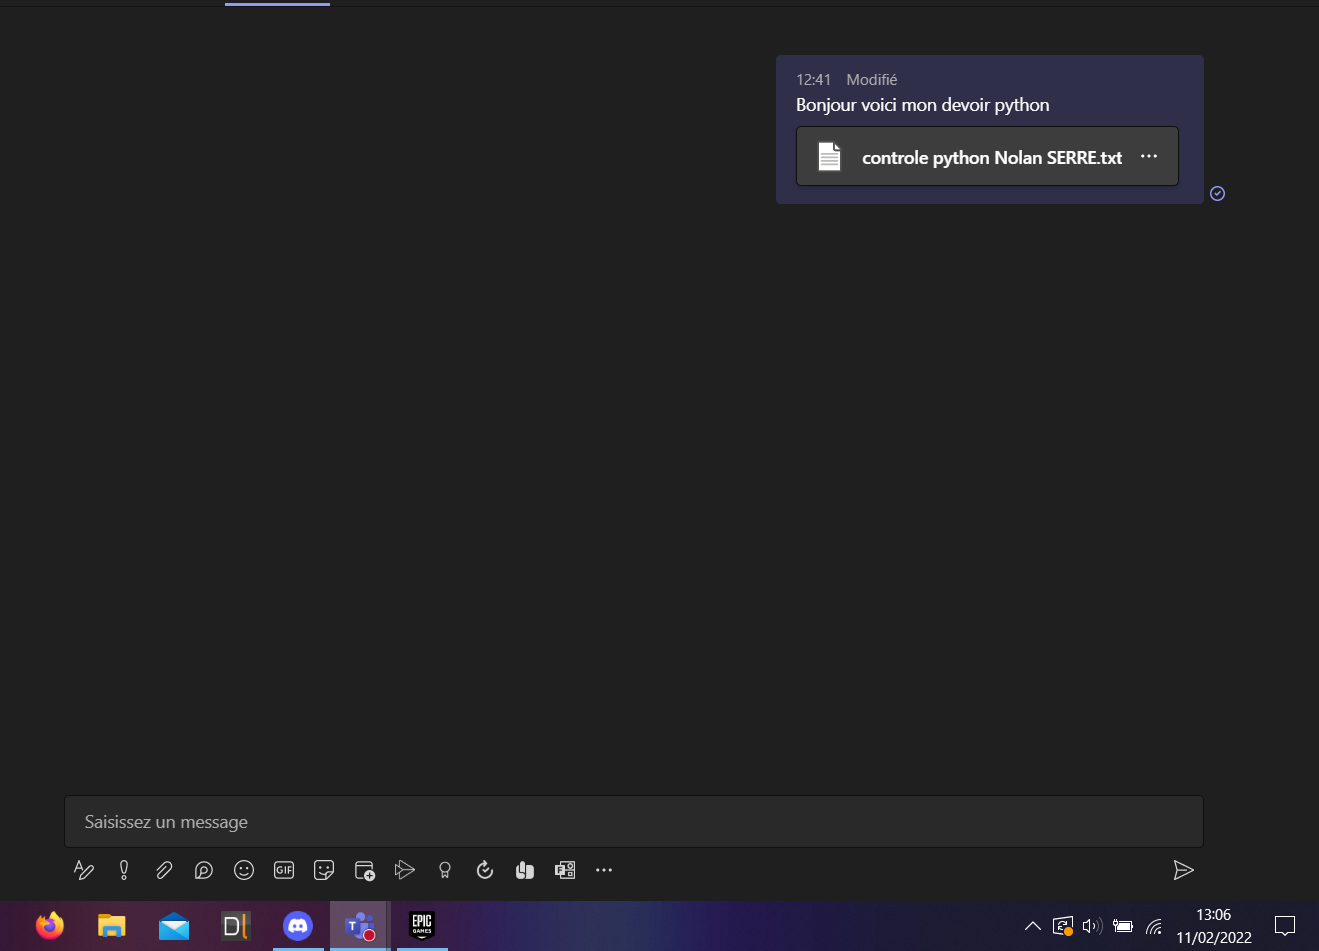 12:41 Modifié
Bonjour voici mon devoir python
controle python Nolan SERRE.txt
Saisissez un message
GIF
D
T
EPIC
GAMES
13:06
11/02/2022